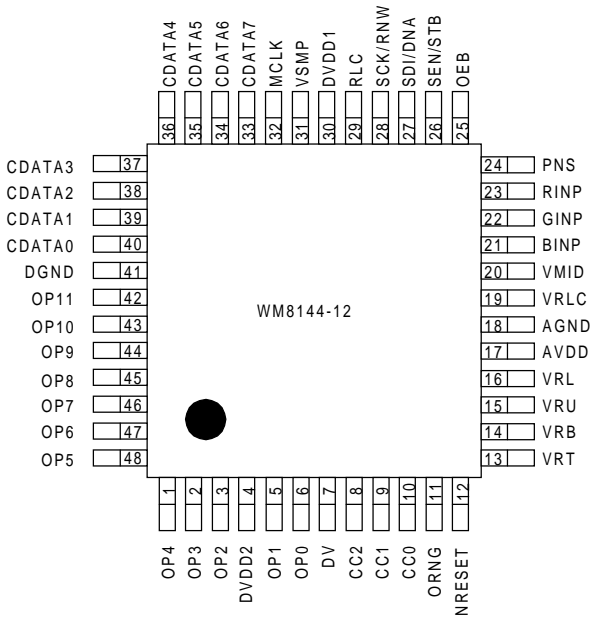 CDATA4
CDATA5
CDATA6
CDATA7
MCLK
VSMP
DVDD1
RLC
SCK/RNW
SDI/DNA
SEN/STB
OEB
36
35
34
33
32
31
30
29
28
27
26
25
CDATA3 37
CDATA2 38
CDATA1 39
CDATA0 40
DGND 41
OP11 42
OP10 43
OP9 44
OP8 45
OP7 46
OP6 47
OP5 48
WM8144-12
24 PNS
23 RINP
22 GINP
21 BINP
20 VMID
19 VRLC
18 AGND
17 AVDD
16 VRL
15 VRU
14 VRB
13 VRT
1
2
3
4
5
6
7
8
9
10
11
12
OP4
OP3
OP2
DVDD2
OP1
OP0
DV
CC2
CC1
CC0
ORNG
NRESET